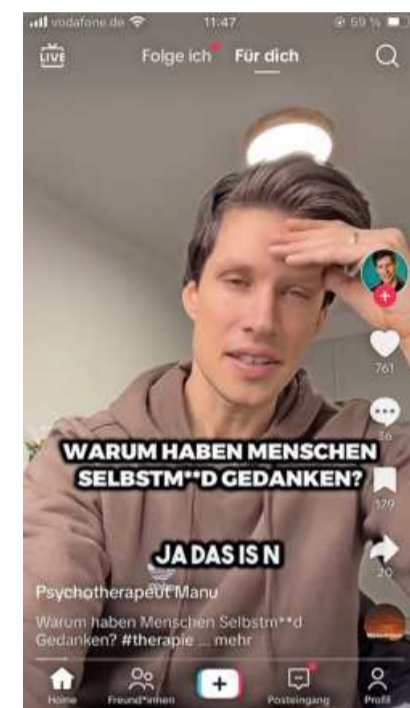 vodafone.de 11:47 59 %
LIVE Folge ich Für dich
761
36
WARUM HABEN MENSCHEN
SELBSTM**D GEDANKEN?
379
JA DAS IS N
20
Psychotherapeut Manu
Warum haben Menschen Selbstm**d
Gedanken? #therapie ... mehr
Home Freund*innen Posteingang Profil